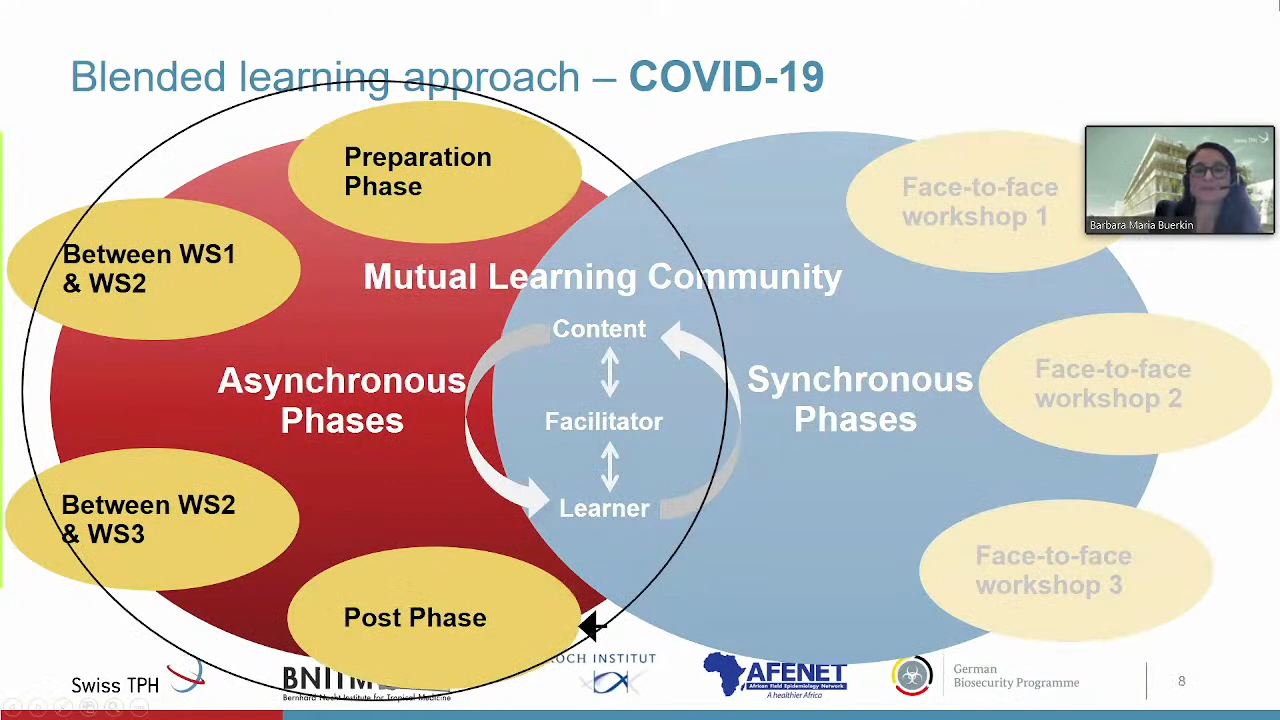 Blended learning approach – COVID-19
Preparation
Phase
Between WS1
& WS2
Mutual Learning Community
Asynchronous
Phases
Content
Facilitator
Learner
Synchronous
Phases
Between WS2
& WS3
Post Phase
Face-to-face
workshop 1
Face-to-face
workshop 2
Face-to-face
workshop 3
Swiss TPH
Barbara Maria Buerkin
Swiss TPH
BNITM
Bernhard Nocht Institute for Tropical Medicine
KOCH INSTITUT
AFENET
African Field Epidemiology Network
A healthier Africa
German
Biosecurity Programme
8